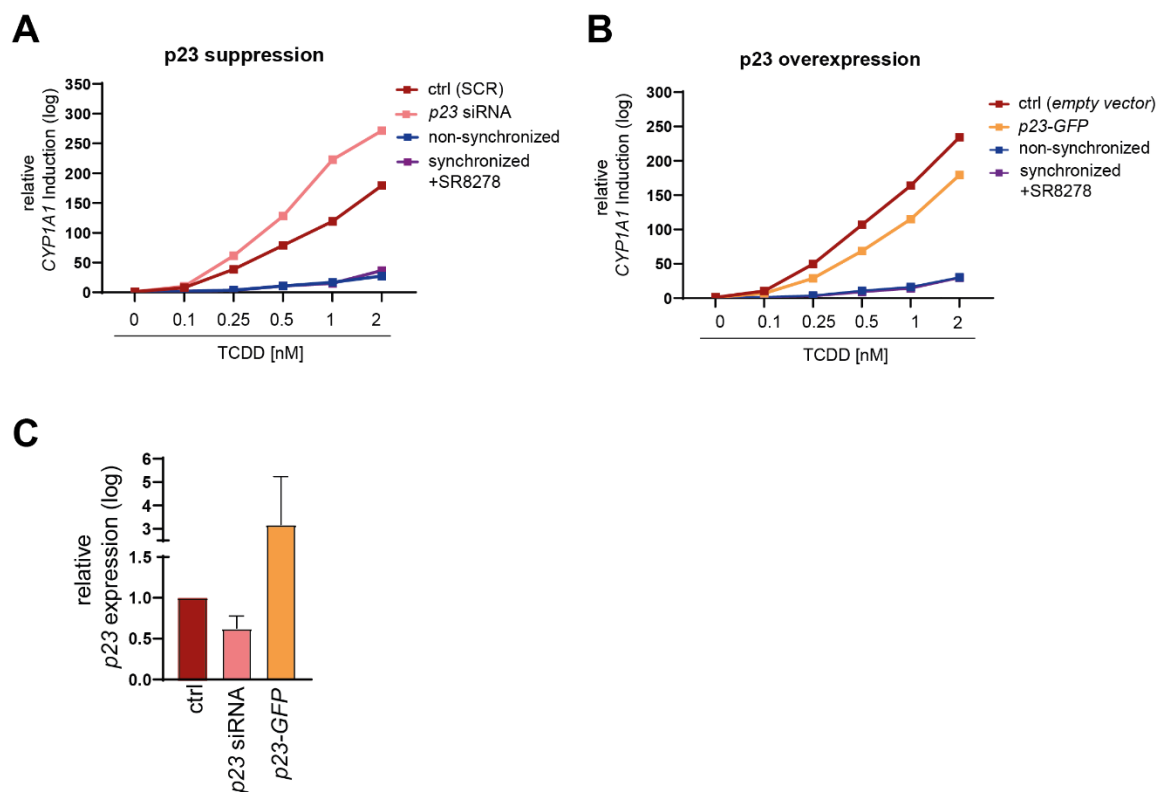 A
p23 suppression
relative
CYP1A1 Induction (log)
350
300
250
200
150
100
50
0
0 0.1 0.25 0.5 1 2
TCDD [nM]
ctrl (SCR)
p23 siRNA
non-synchronized
synchronized
+SR8278
B
p23 overexpression
relative
CYP1A1 Induction (log)
300
250
200
150
100
50
0
0 0.1 0.25 0.5 1 2
TCDD [nM]
ctrl (empty vector)
p23-GFP
non-synchronized
synchronized
+SR8278
C
relative
p23 expression (log)
6
5
4
3
1.5
1.0
0.5
0.0
ctrl
p23 siRNA
p23-GFP